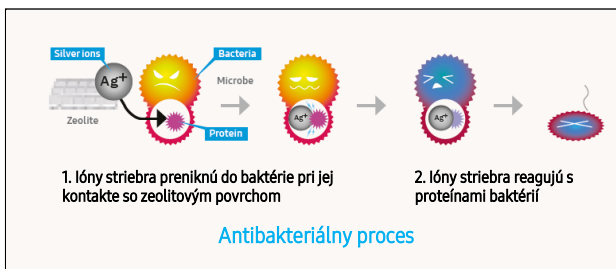 Silver ions
Bacteria
Ag+
Microbe
Zeolite
Protein
Ag+
Ag+
1. Ióny striebra preniknú do baktérie pri jej
kontakte so zeolitovým povrchom
2. Ióny striebra reagujú s
proteínami baktérií
Antibakteriálny proces